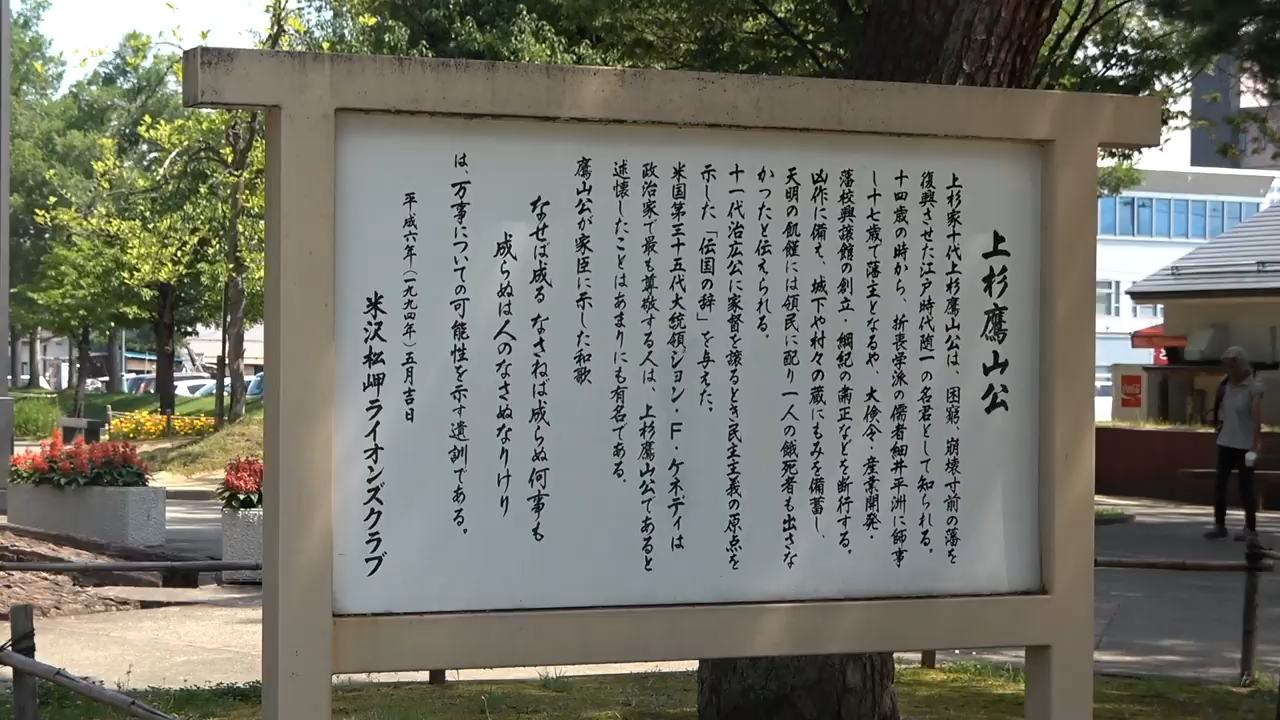 上杉鷹山公
上杉家十代上杉鷹山公は、困窮、崩壊寸前の藩を
復興させた江戸時代随一の名君として知られる。
十四歳の時から、折衷学派の儒者細井平洲に師事
し十七歳で藩主となるや、大倹令・産業開発・
藩校興譲館の創立、綱紀の粛正などを断行する。
凶作に備え、城下や村々の蔵にもみを備蓄し、
天明の飢饉には領民に配り一人の餓死者も出さな
かったと伝えられる。
十一代治広公に家督を譲るとき民主主義の原点を
示した「伝国の辞」を与えた。
米国第三十五代大統領ジョン・F・ケネディは
政治家で最も尊敬する人は、上杉鷹山公であると
述懐したことはあまりにも有名である。
鷹山公が家臣に示した和歌
なせば成る なさねば成らぬ何事も
成らぬは人のなさぬなりけり
は、万事についての可能性を示す遺訓である。
平成六年（一九九四年）五月吉日
米沢松岬ライオンズクラブ
Coca-Cola